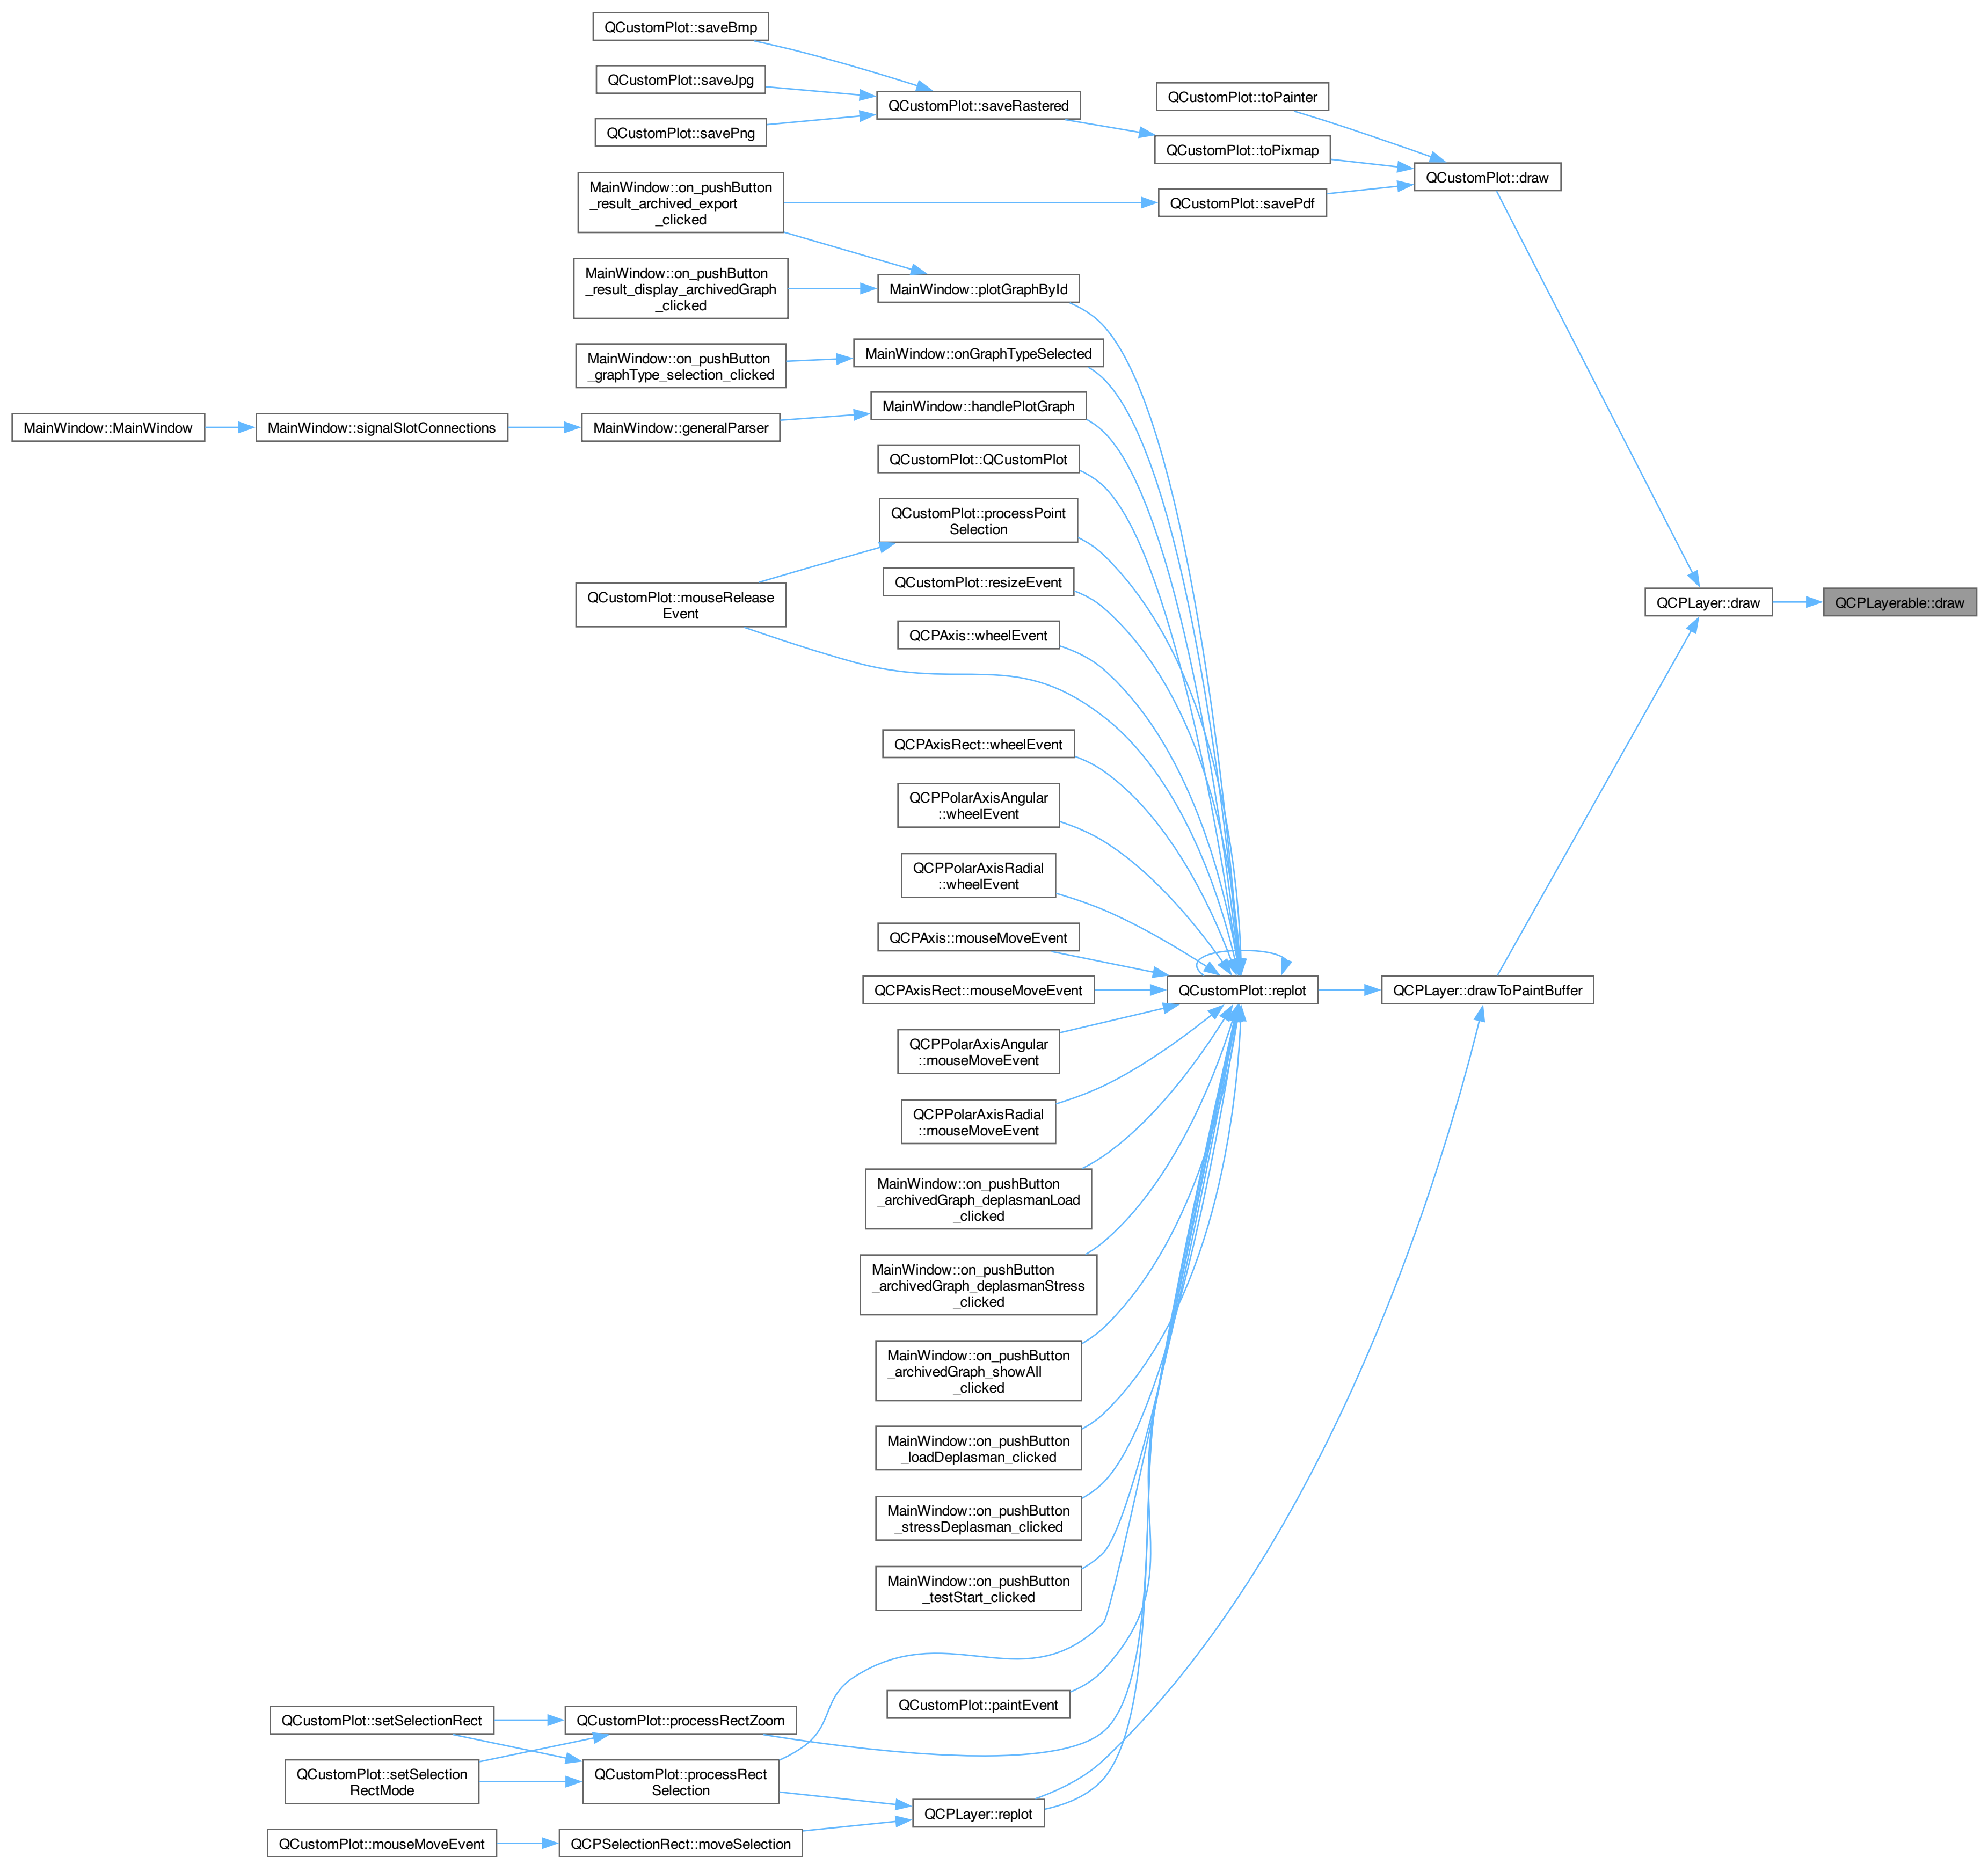 QCustomPlot::saveBmp
QCustomPlot::saveJpg
QCustomPlot::toPainter
QCustomPlot::saveRastered
QCustomPlot::savePng
QCustomPlot::toPixmap
QCustomPlot::draw
MainWindow::on_pushButton
_result_archived_export
_clicked
QCustomPlot::savePdf
MainWindow::on_pushButton
_result_display_archivedGraph
_clicked
MainWindow::plotGraphById
MainWindow::on_pushButton
_graphType_selection_clicked
MainWindow::onGraphTypeSelected
MainWindow::handlePlotGraph
MainWindow::MainWindow
MainWindow::signalSlotConnections
MainWindow::generalParser
QCustomPlot::QCustomPlot
QCustomPlot::processPoint
Selection
QCustomPlot::resizeEvent
QCustomPlot::mouseRelease
Event
QCPLayer::draw
QCPLayerable::draw
QCPAxis::wheelEvent
QCPAxisRect::wheelEvent
QCPPolarAxisAngular
::wheelEvent
QCPPolarAxisRadial
::wheelEvent
QCPAxis::mouseMoveEvent
QCPAxisRect::mouseMoveEvent
QCustomPlot::replot
QCPLayer::drawToPaintBuffer
QCPPolarAxisAngular
::mouseMoveEvent
QCPPolarAxisRadial
::mouseMoveEvent
MainWindow::on_pushButton
_archivedGraph_deplasmanLoad
_clicked
MainWindow::on_pushButton
_archivedGraph_deplasmanStress
_clicked
MainWindow::on_pushButton
_archivedGraph_showAll
_clicked
MainWindow::on_pushButton
_loadDeplasman_clicked
MainWindow::on_pushButton
_stressDeplasman_clicked
MainWindow::on_pushButton
_testStart_clicked
QCustomPlot::paintEvent
QCustomPlot::setSelectionRect
QCustomPlot::processRectZoom
QCustomPlot::setSelection
RectMode
QCustomPlot::processRect
Selection
QCPLayer::replot
QCustomPlot::mouseMoveEvent
QCPSelectionRect::moveSelection